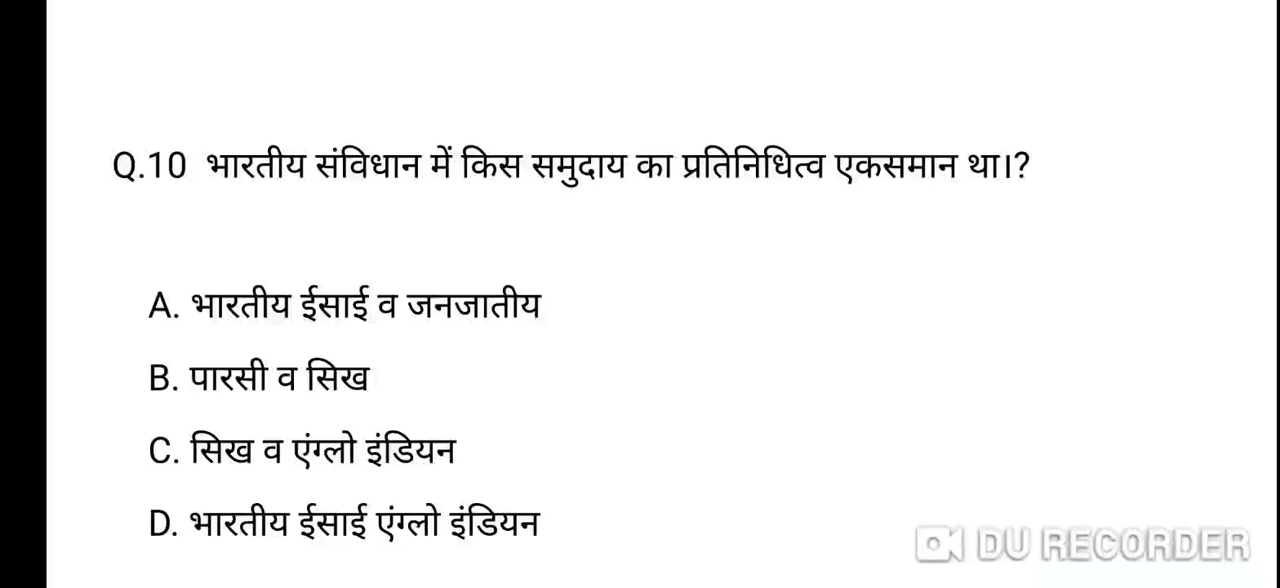 Q.10 भारतीय संविधान में किस समुदाय का प्रतिनिधित्व एकसमान था।?
A. भारतीय ईसाई व जनजातीय
B. पारसी व सिख
C. सिख व एंग्लो इंडियन
D. भारतीय ईसाई एंग्लो इंडियन
DU RECORDER